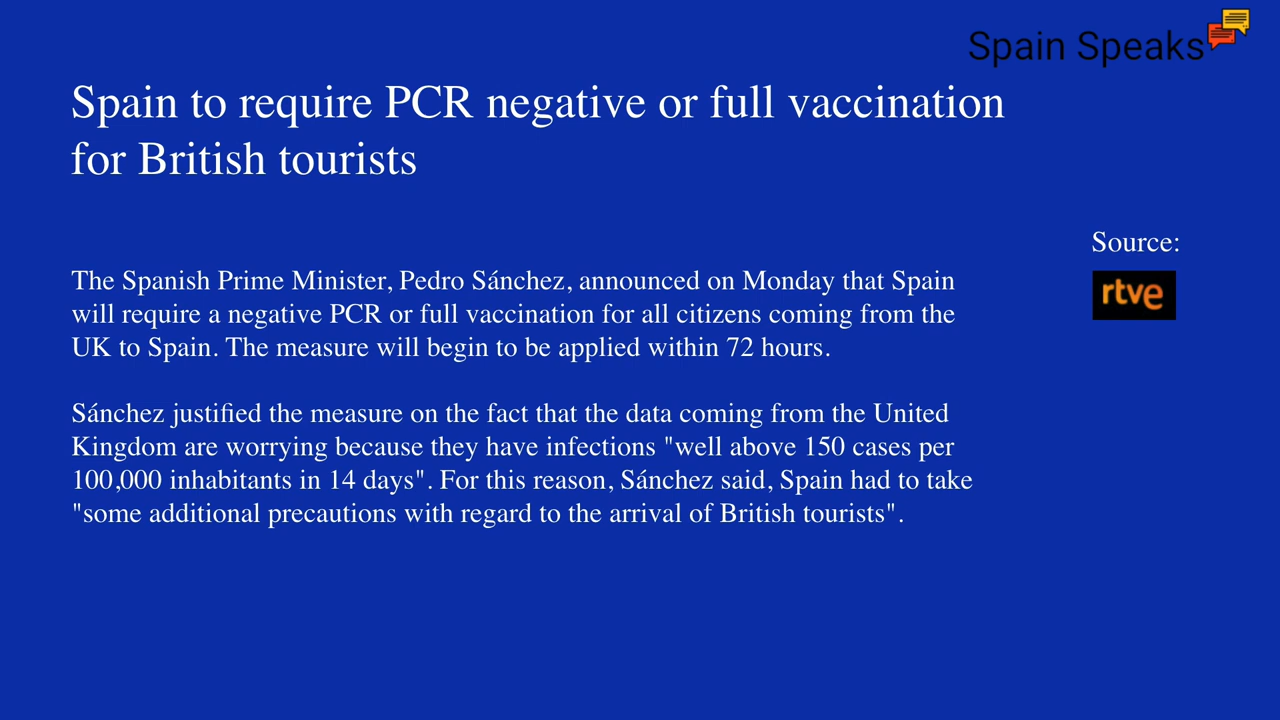 Spain Speaks
Spain to require PCR negative or full vaccination
for British tourists
Source:
rtve
The Spanish Prime Minister, Pedro Sánchez, announced on Monday that Spain
will require a negative PCR or full vaccination for all citizens coming from the
UK to Spain. The measure will begin to be applied within 72 hours.
Sánchez justified the measure on the fact that the data coming from the United
Kingdom are worrying because they have infections "well above 150 cases per
100,000 inhabitants in 14 days". For this reason, Sánchez said, Spain had to take
"some additional precautions with regard to the arrival of British tourists".